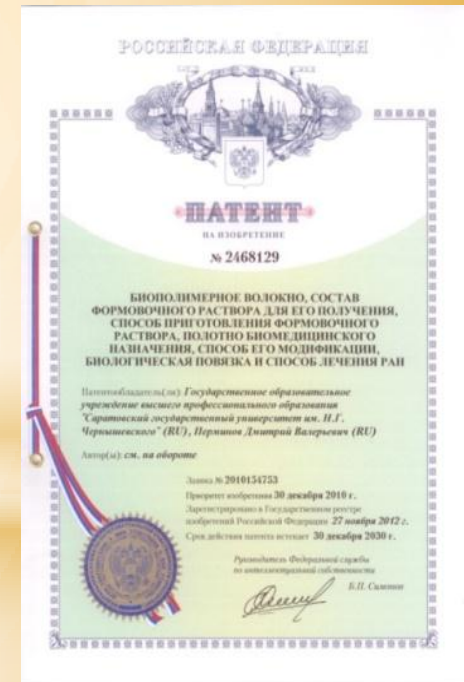 РОССИЙСКАЯ ФЕДЕРАЦИЯ
ПАТЕНТ
НА ИЗОБРЕТЕНИЕ
№ 2468129
БИОПОЛИМЕРНОЕ ВОЛОКНО, СОСТАВ
ФОРМОВОЧНОГО РАСТВОРА ДЛЯ ЕГО ПОЛУЧЕНИЯ,
СПОСОБ ПРИГОТОВЛЕНИЯ ФОРМОВОЧНОГО
РАСТВОРА, ПОЛОТНО БИОМЕДИЦИНСКОГО
НАЗНАЧЕНИЯ, СПОСОБ ЕГО МОДИФИКАЦИИ,
БИОЛОГИЧЕСКАЯ ПОВЯЗКА И СПОСОБ ЛЕЧЕНИЯ РАН
Патентообладатель(ли): Государственное образовательное
учреждение высшего профессионального образования
"Саратовский государственный университет им. Н.Г.
Чернышевского" (RU), Перминов Дмитрий Валерьевич (RU)
Автор(ы): см. на обороте
Заявка № 2010154753
Приоритет изобретения 30 декабря 2010 г.
Зарегистрировано в Государственном реестре
изобретений Российской Федерации 27 ноября 2012 г.
Срок действия патента истекает 30 декабря 2030 г.
Руководитель Федеральной службы
по интеллектуальной собственности
Б.П. Симонов